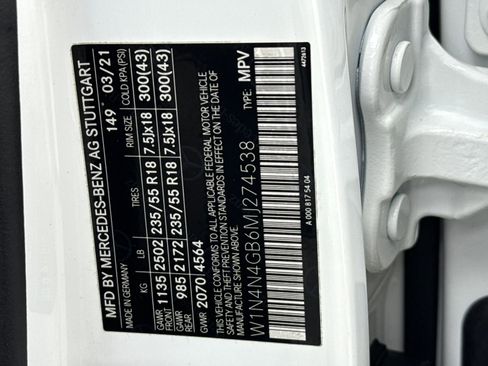 MFD BY MERCEDES-BENZ AG STUTTGART
MADE IN GERMANY 149 03/21
KG LB TIRES RIM SIZE COLD KPA (PSI)
GAWR FRONT 1135 2502 235/55 R18 7.5Jx18 300(43)
GAWR REAR 985 2172 235/55 R18 7.5Jx18 300(43)
GVWR 2070 4564
THIS VEHICLE CONFORMS TO ALL APPLICABLE FEDERAL MOTOR VEHICLE
SAFETY AND THEFT PREVENTION STANDARDS IN EFFECT ON THE DATE OF
MANUFACTURE SHOWN ABOVE.
TYPE: MPV
W1N4N4GB6MJ274538
A 000 817 54 04
4472613